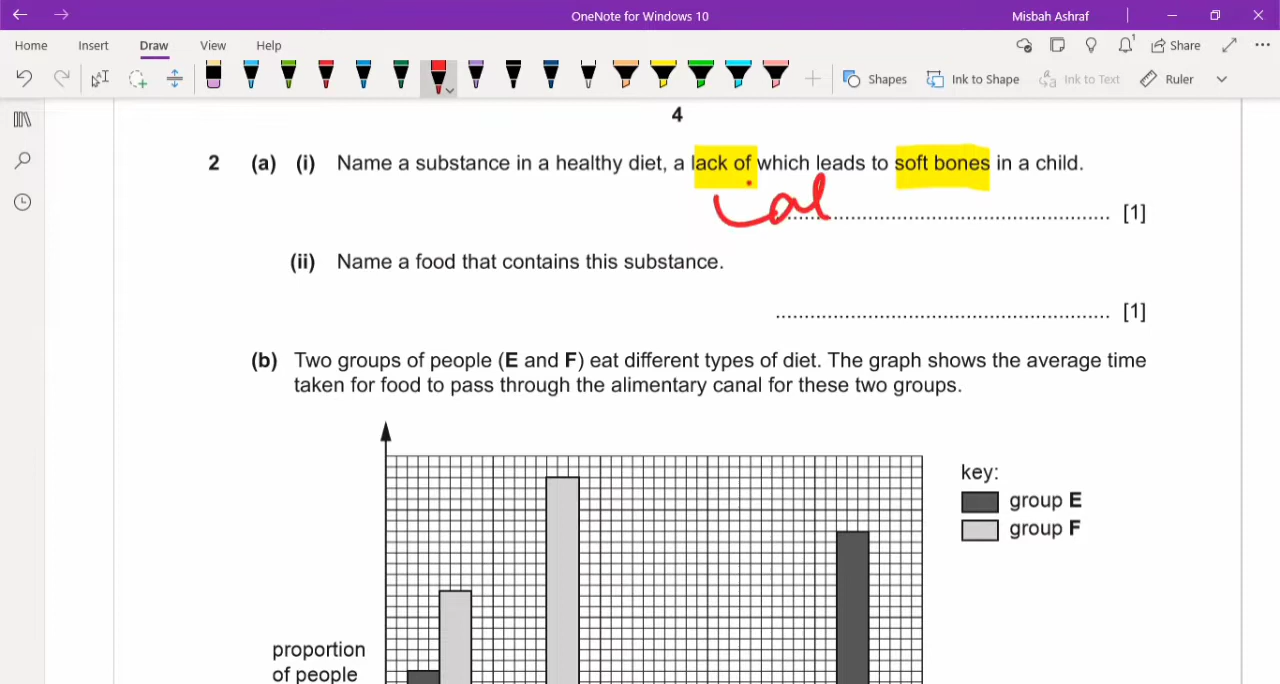 OneNote for Windows 10
Misbah Ashraf
Home Insert Draw View Help
Share
Shapes Ink to Shape Ink to Text Ruler
4
2 (a) (i) Name a substance in a healthy diet, a lack of which leads to soft bones in a child.
Cal
[1]
(ii) Name a food that contains this substance.
[1]
(b) Two groups of people (E and F) eat different types of diet. The graph shows the average time
taken for food to pass through the alimentary canal for these two groups.
key:
group E
group F
proportion
of people